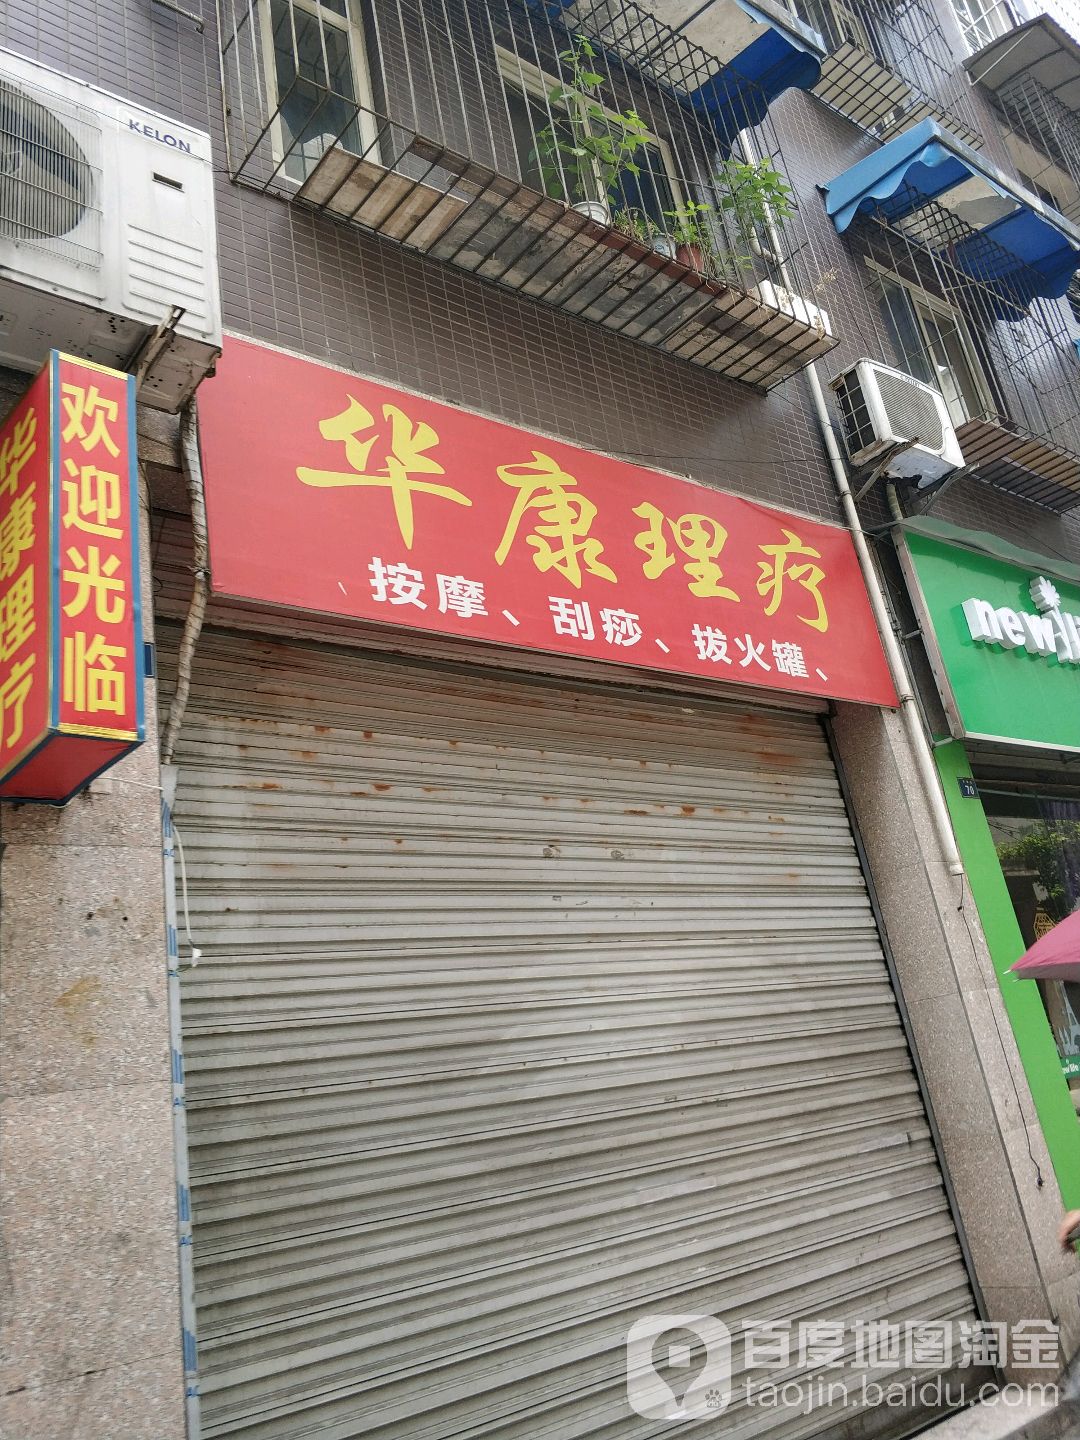 KELON
欢迎光临
华康理疗
华康理疗
按摩、刮痧、拔火罐、
new
70
百度地图淘金
taojin.baidu.com